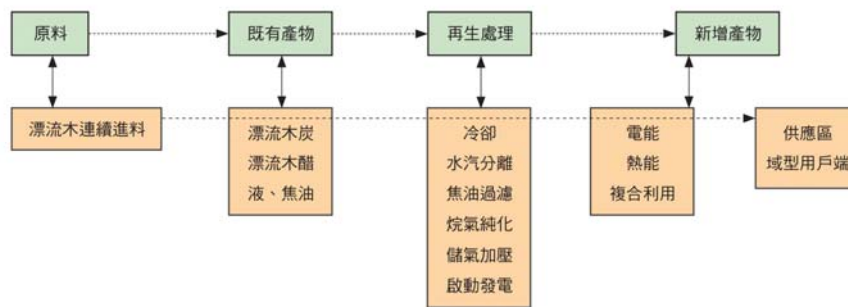 原料
既有產物
再生處理
新增產物
漂流木連續進料
漂流木炭
漂流木醋
液、焦油
冷卻
水汽分離
焦油過濾
烷氣純化
儲氣加壓
啟動發電
電能
熱能
複合利用
供應區
域型用戶端